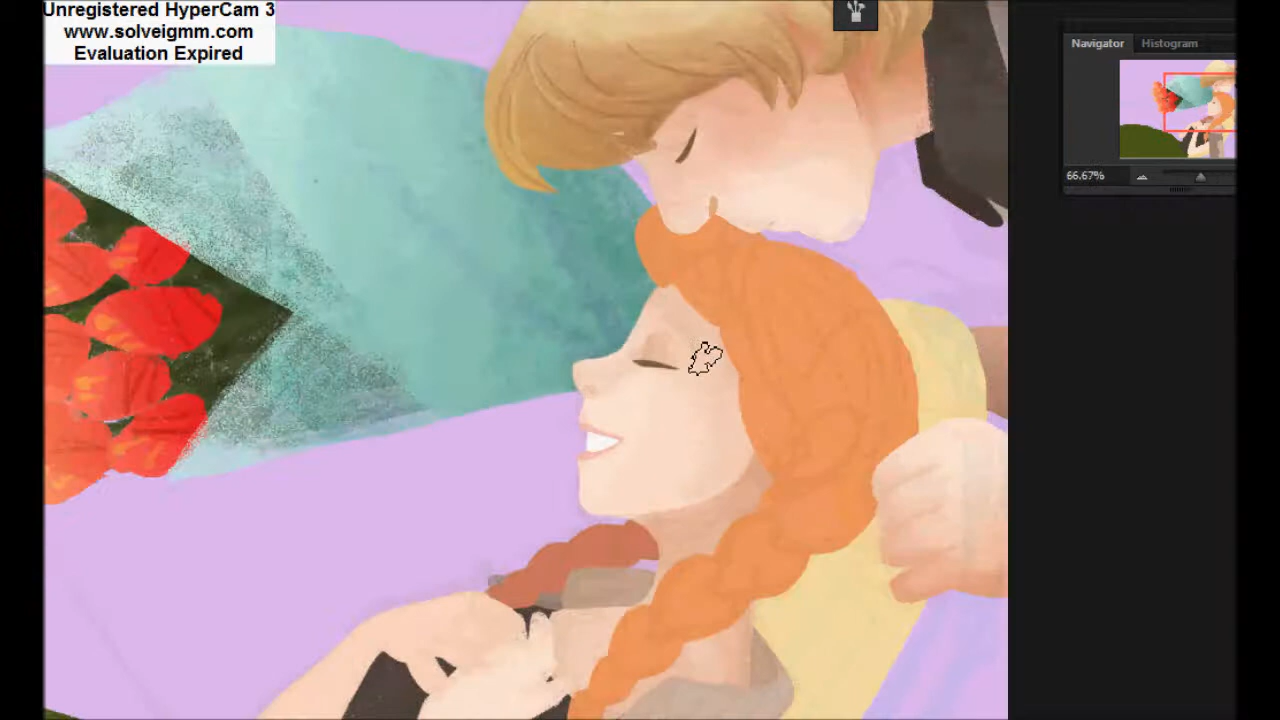 Unregistered HyperCam 3
www.solveigmm.com
Evaluation Expired
Navigator
Histogram
66.67%